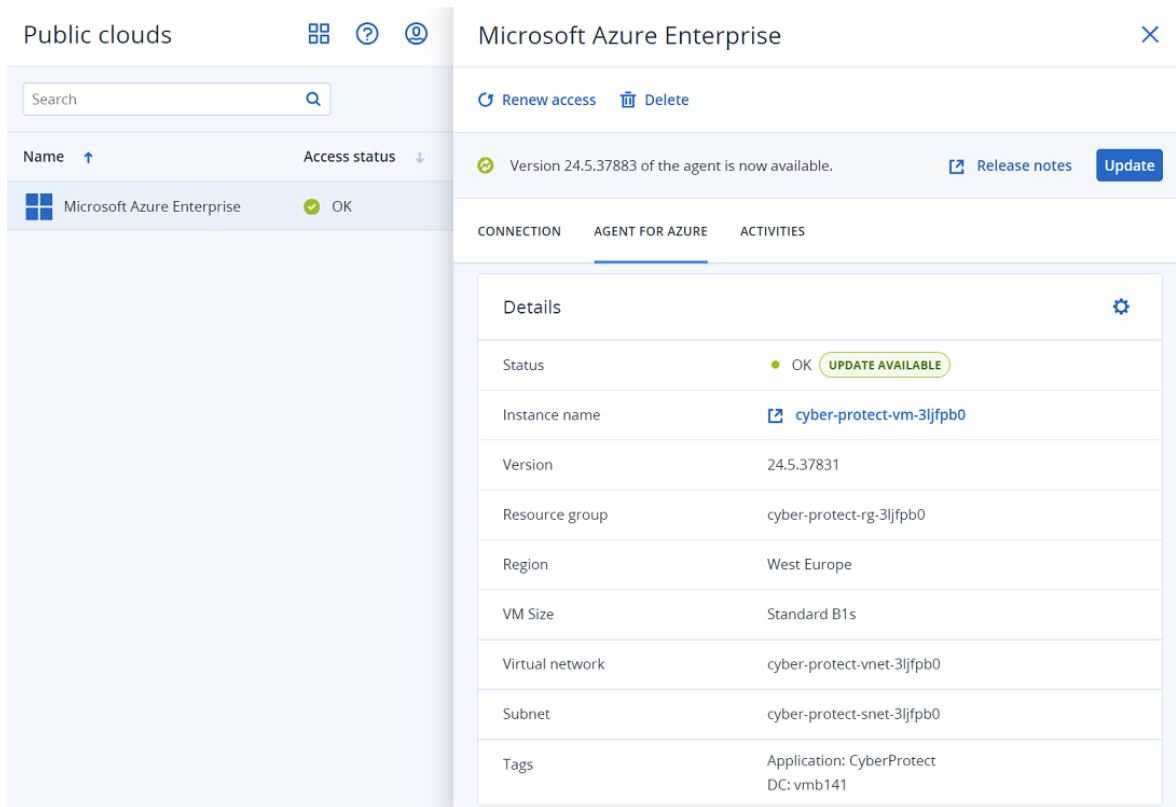 Public clouds
Search
Name
Access status
Microsoft Azure Enterprise
OK
Microsoft Azure Enterprise
Renew access
Delete
Version 24.5.37883 of the agent is now available.
Release notes
Update
CONNECTION
AGENT FOR AZURE
ACTIVITIES
Details
Status
OK
UPDATE AVAILABLE
Instance name
cyber-protect-vm-3ljfpb0
Version
24.5.37831
Resource group
cyber-protect-rg-3ljfpb0
Region
West Europe
VM Size
Standard B1s
Virtual network
cyber-protect-vnet-3ljfpb0
Subnet
cyber-protect-snet-3ljfpb0
Tags
Application: CyberProtect
DC: vmb141